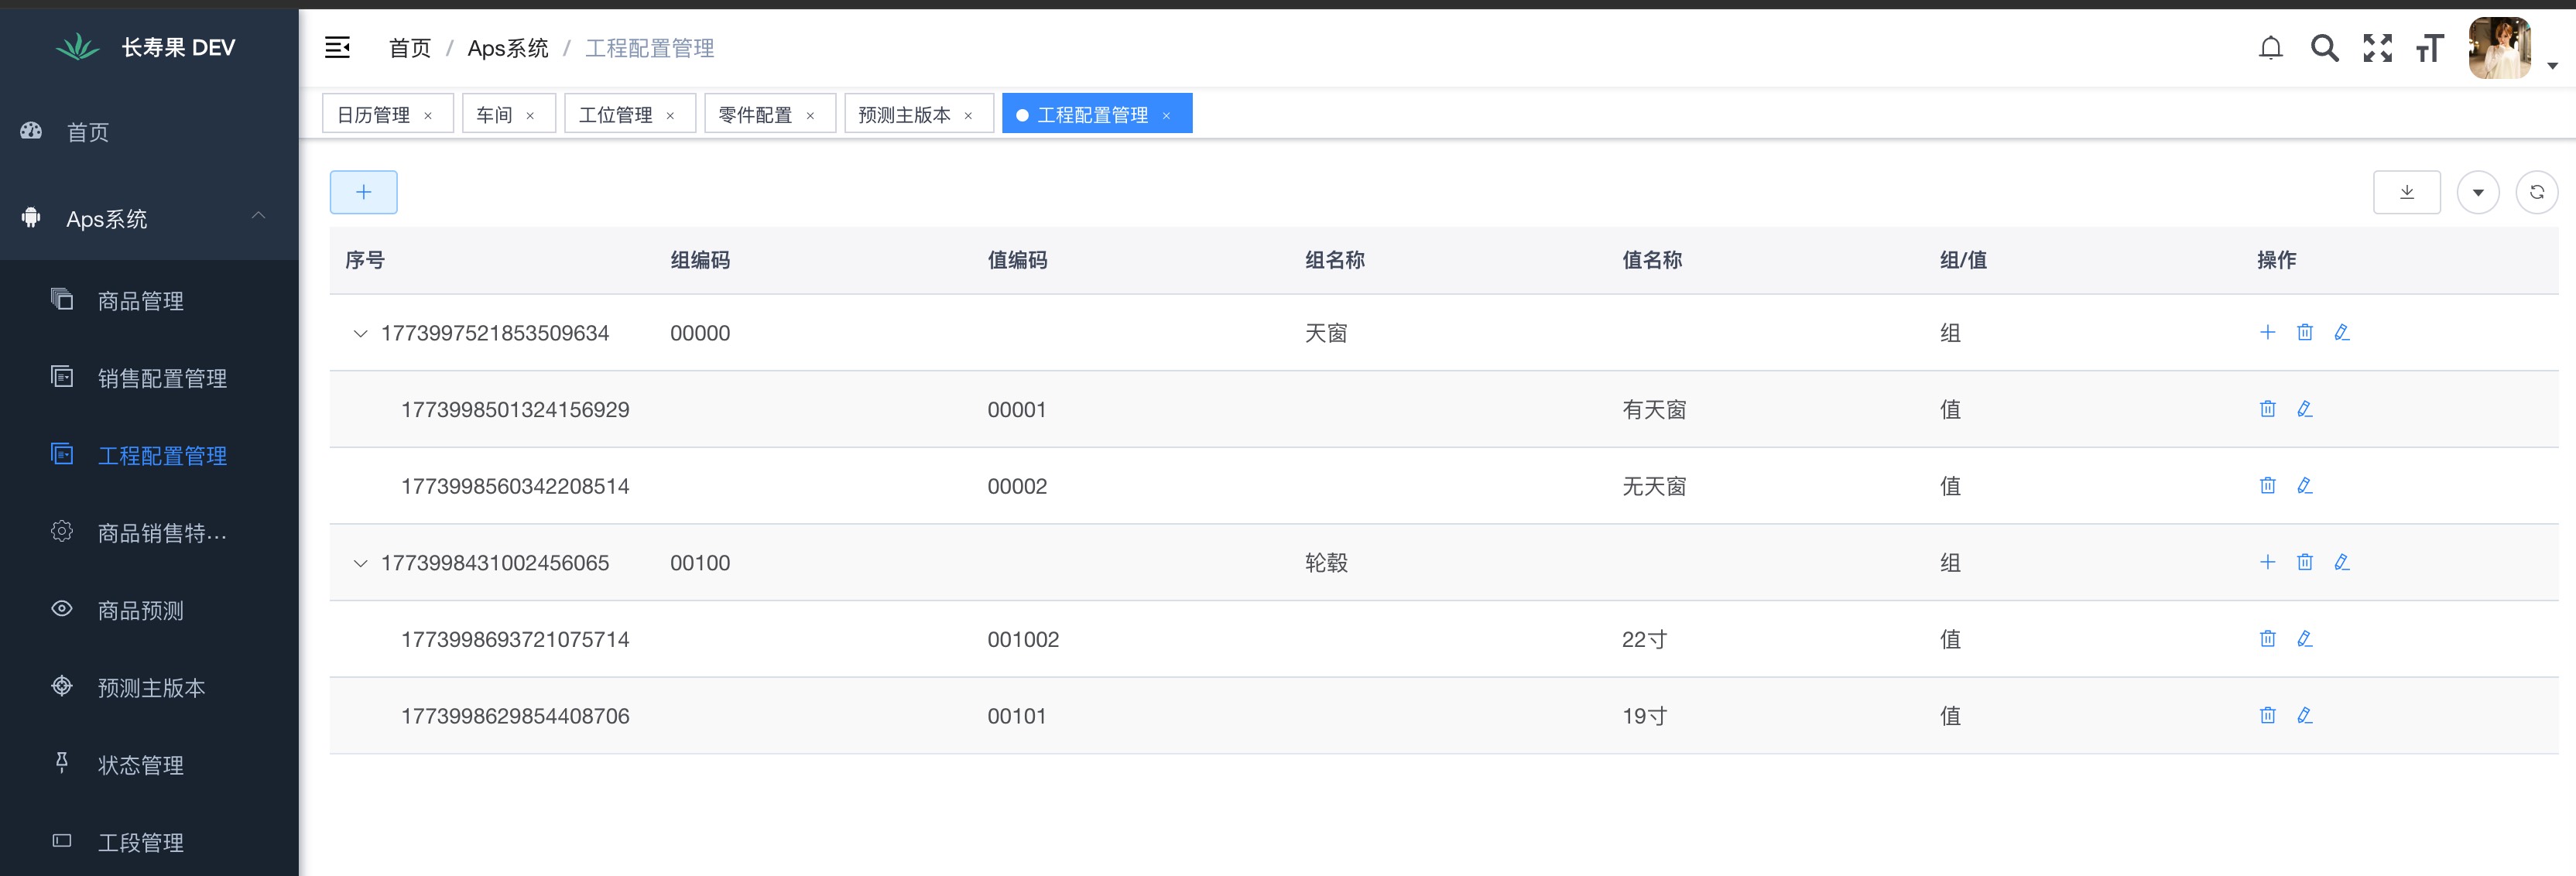 长寿果 DEV
首页 / Aps系统 / 工程配置管理
日历管理 × 车间 × 工位管理 × 零件配置 × 预测主版本 × 工程配置管理 ×
首页
Aps系统
商品管理
销售配置管理
工程配置管理
商品销售特...
商品预测
预测主版本
状态管理
工段管理
序号 组编码 值编码 组名称 值名称 组/值 操作
1773997521853509634 00000 天窗 组
1773998501324156929 00001 有天窗 值
1773998560342208514 00002 无天窗 值
1773998431002456065 00100 轮毂 组
1773998693721075714 001002 22寸 值
1773998629854408706 00101 19寸 值